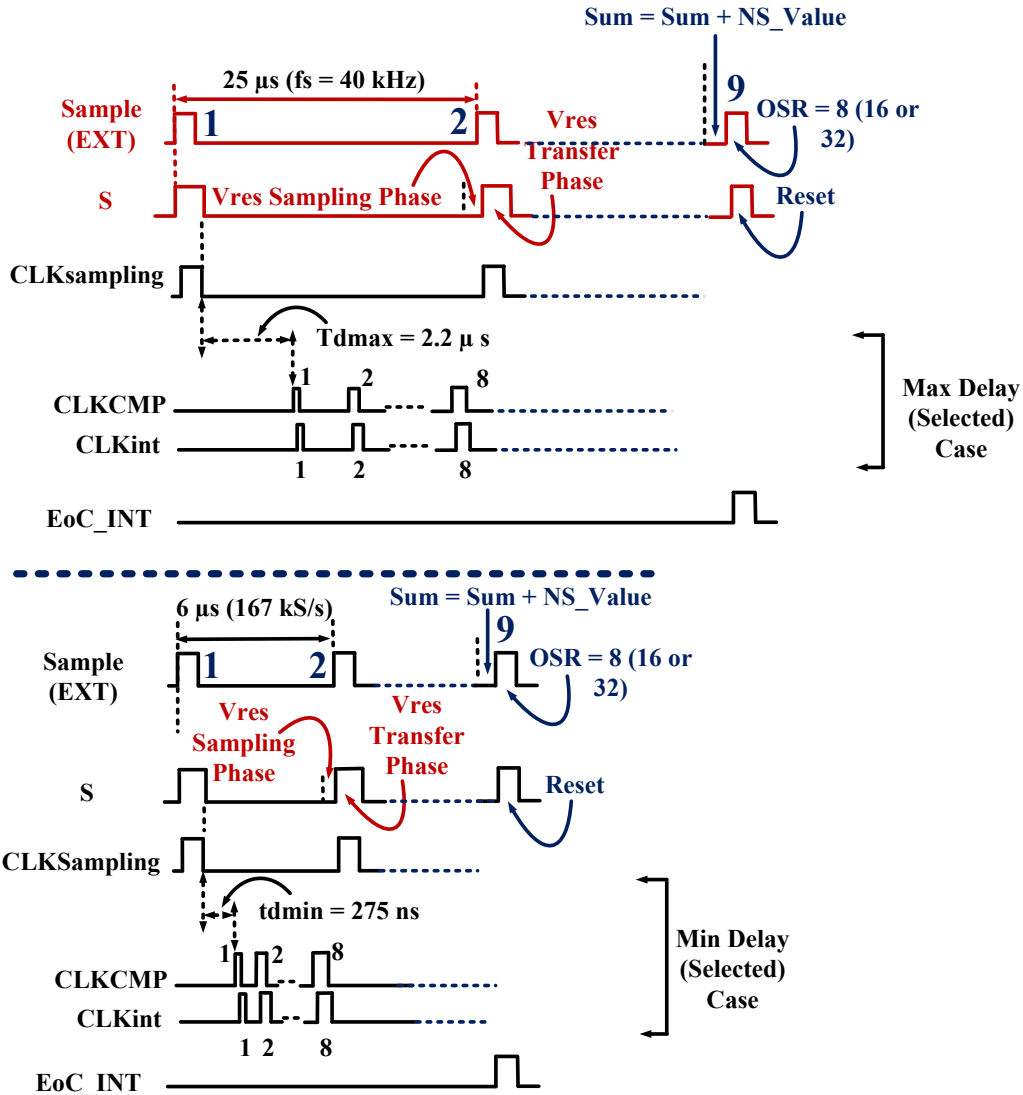 Sum = Sum + NS_Value
25 µs (fs = 40 kHz)
Sample
(EXT)
1
2
Vres
Transfer
Phase
9
OSR = 8 (16 or
32)
S
Vres Sampling Phase
Reset
CLKsampling
Tdmax = 2.2 µ s
1
2
8
CLKCMP
CLKint
1
2
8
Max Delay
(Selected)
Case
EoC_INT
6 µs (167 kS/s)
Sum = Sum + NS_Value
Sample
(EXT)
1
2
9
OSR = 8 (16 or
32)
Vres
Sampling
Phase
Vres
Transfer
Phase
S
Reset
CLKSampling
tdmin = 275 ns
1
2
8
CLKCMP
CLKint
1
2
8
Min Delay
(Selected)
Case
EoC_INT